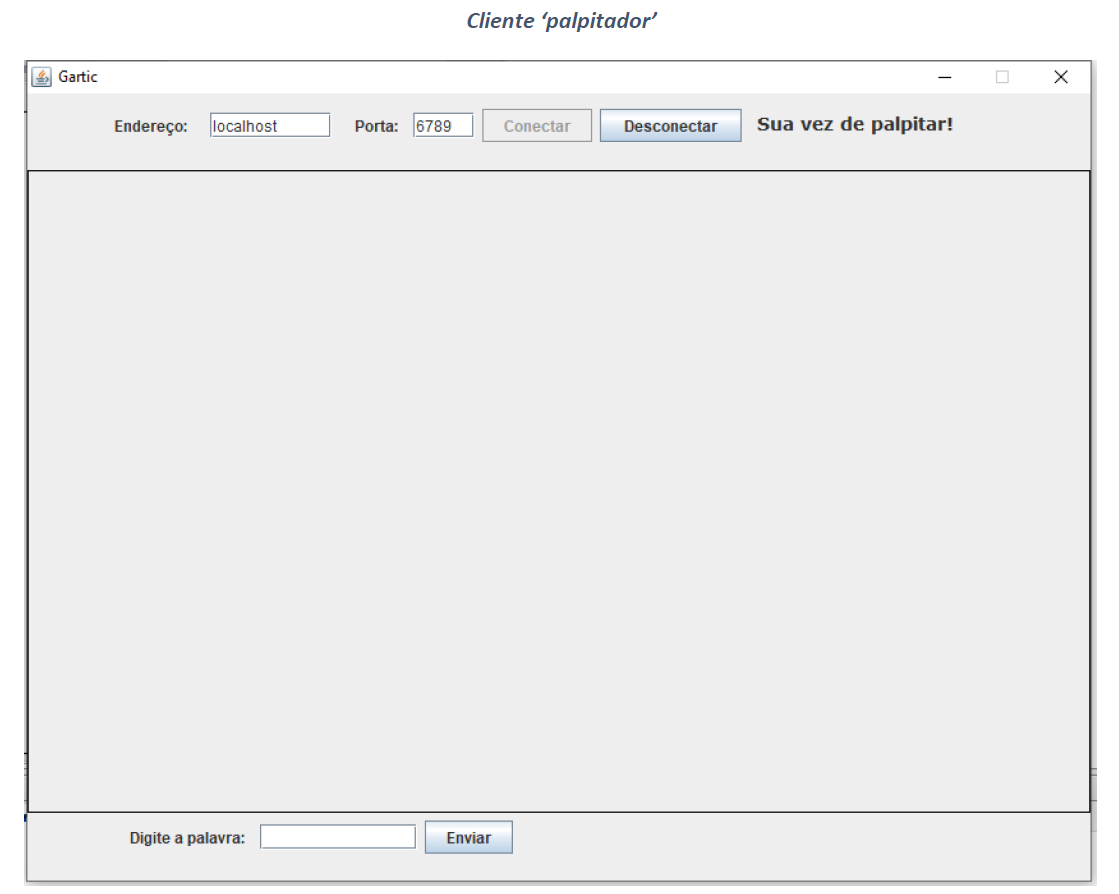 Cliente ‘palpitador’
Gartic
Endereço: localhost Porta: 6789 Conectar Desconectar Sua vez de palpitar!
Digite a palavra: Enviar